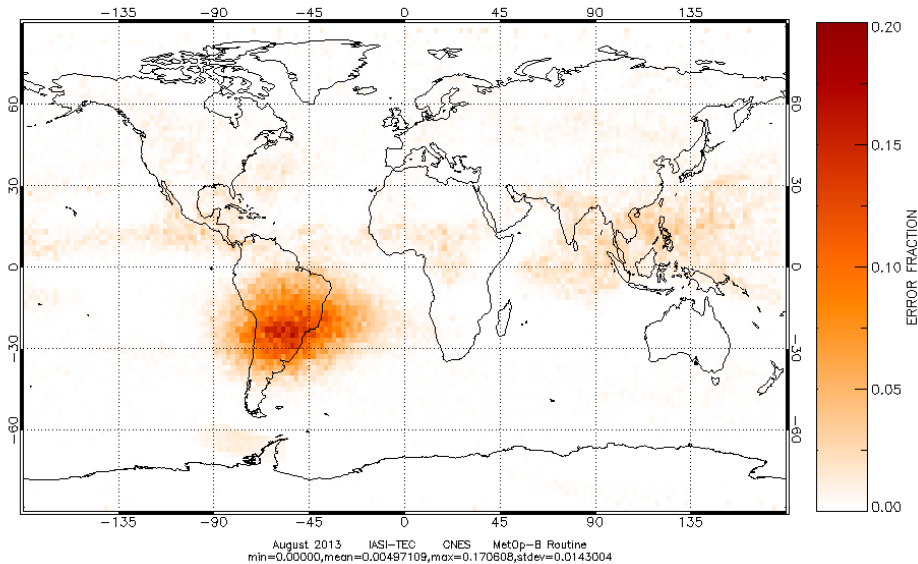 -135 -90 -45 0 45 90 135
60 60
30 30
0 0
-30 -30
-60 -60
-135 -90 -45 0 45 90 135
0.20
0.15
0.10
0.05
0.00
ERROR FRACTION
August 2013 IASI-TEC CNES MetOp-B Routine
min=0.00000,mean=0.00497109,max=0.170608,stdev=0.0143004